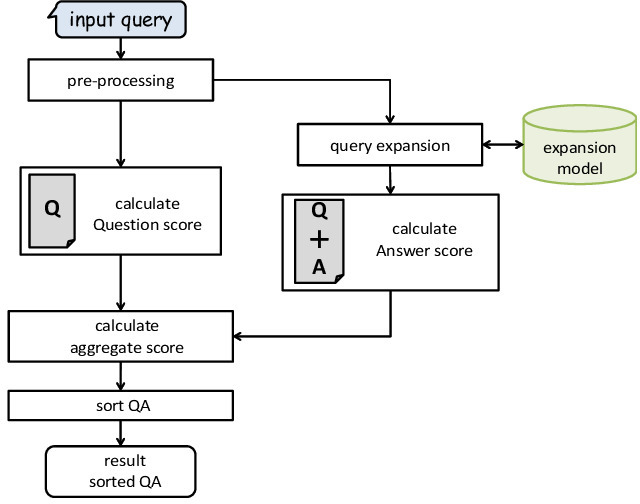 input query
pre-processing
query expansion
expansion
model
Q
calculate
Question score
Q
+
A
calculate
Answer score
calculate
aggregate score
sort QA
result
sorted QA